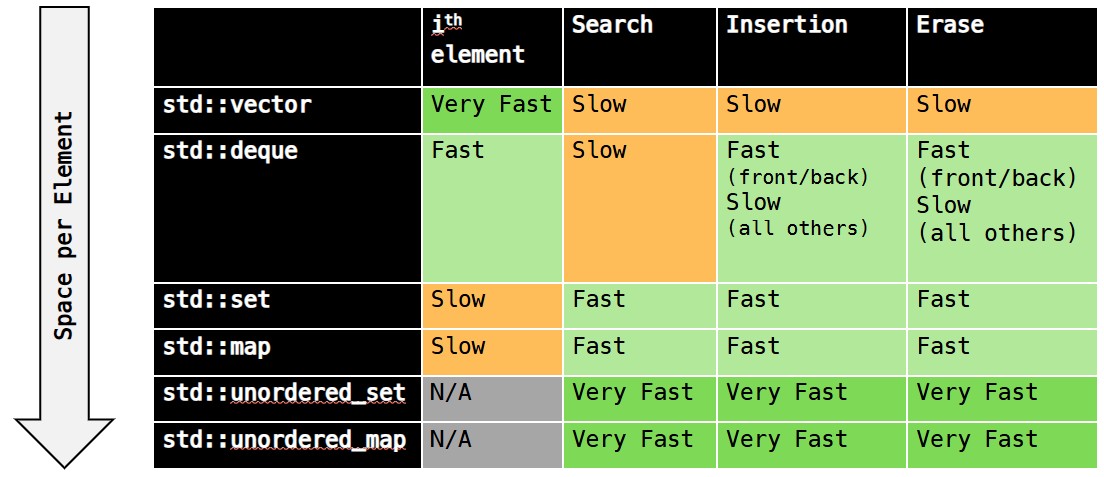 Space per Element
ith
element
Search
Insertion
Erase
std::vector
Very Fast
Slow
Slow
Slow
std::deque
Fast
Slow
Fast
(front/back)
Slow
(all others)
Fast
(front/back)
Slow
(all others)
std::set
Slow
Fast
Fast
Fast
std::map
Slow
Fast
Fast
Fast
std::unordered_set
N/A
Very Fast
Very Fast
Very Fast
std::unordered_map
N/A
Very Fast
Very Fast
Very Fast